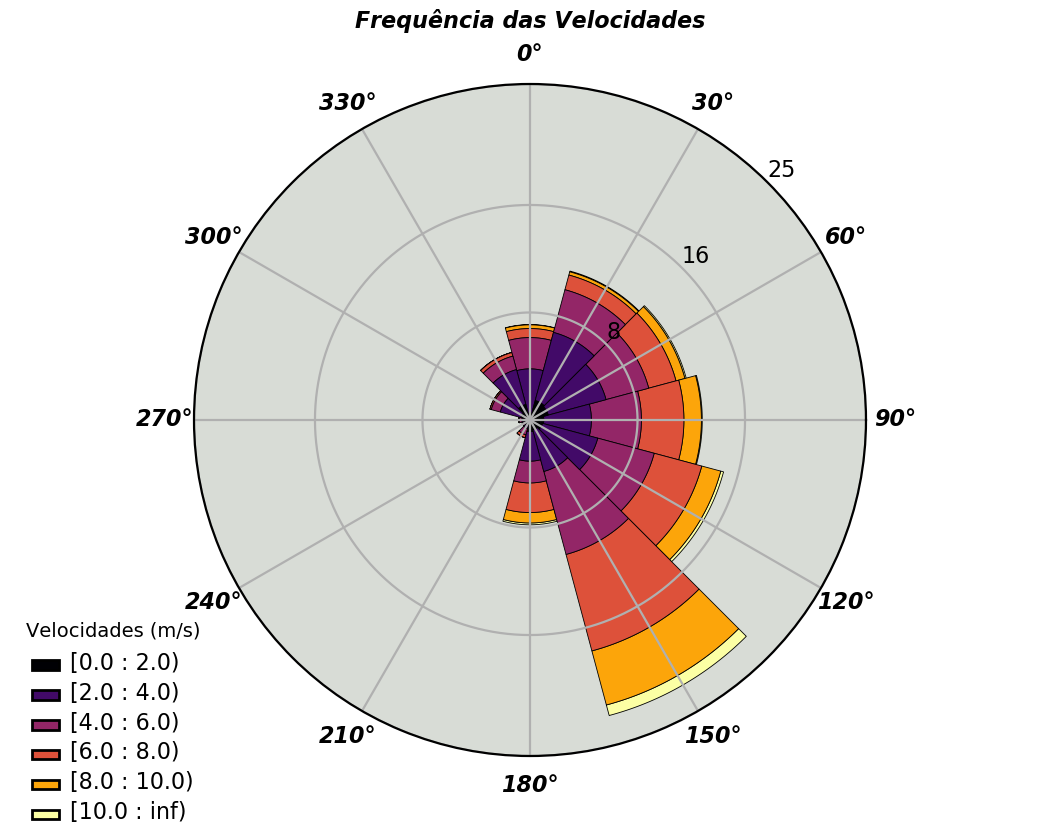 Frequência das Velocidades
0°
330°
30°
25
300°
60°
16
8
270°
90°
240°
120°
Velocidades (m/s)
[0.0 : 2.0)
[2.0 : 4.0)
[4.0 : 6.0)
210°
150°
[6.0 : 8.0)
[8.0 : 10.0)
180°
[10.0 : inf)